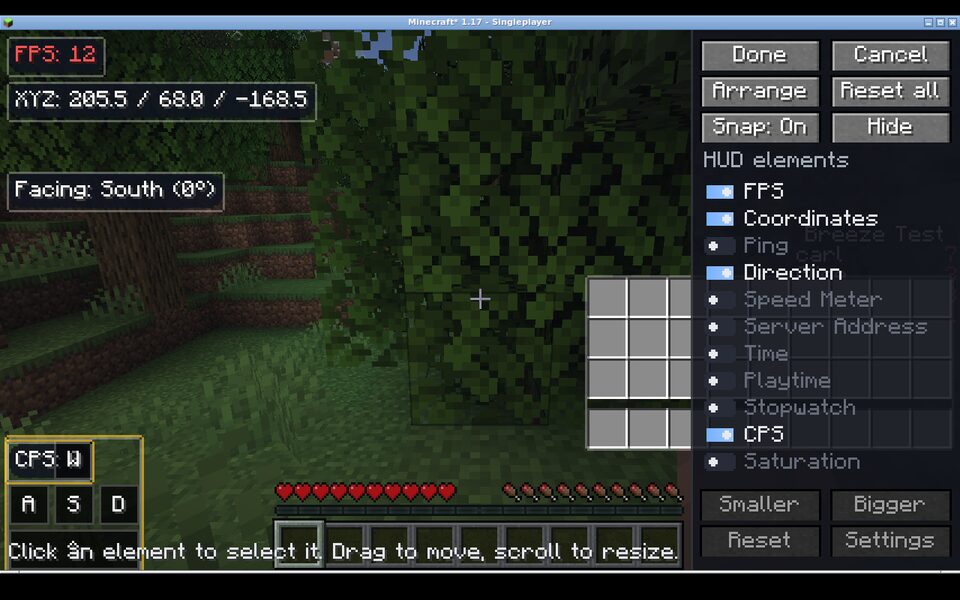 Minecraft* 1.17 - Singleplayer
FPS: 12
XYZ: 205.5 / 68.0 / -168.5
Facing: South (0°)
Done
Cancel
Arrange
Reset all
Snap: On
Hide
HUD elements
FPS
Coordinates
Ping
Breeze Test
carl
Direction
Speed Meter
Server Address
Time
Playtime
Stopwatch
CPS
Saturation
Smaller
Bigger
Reset
Settings
CPS: W
A
S
D
Click an element to select it. Drag to move, scroll to resize.